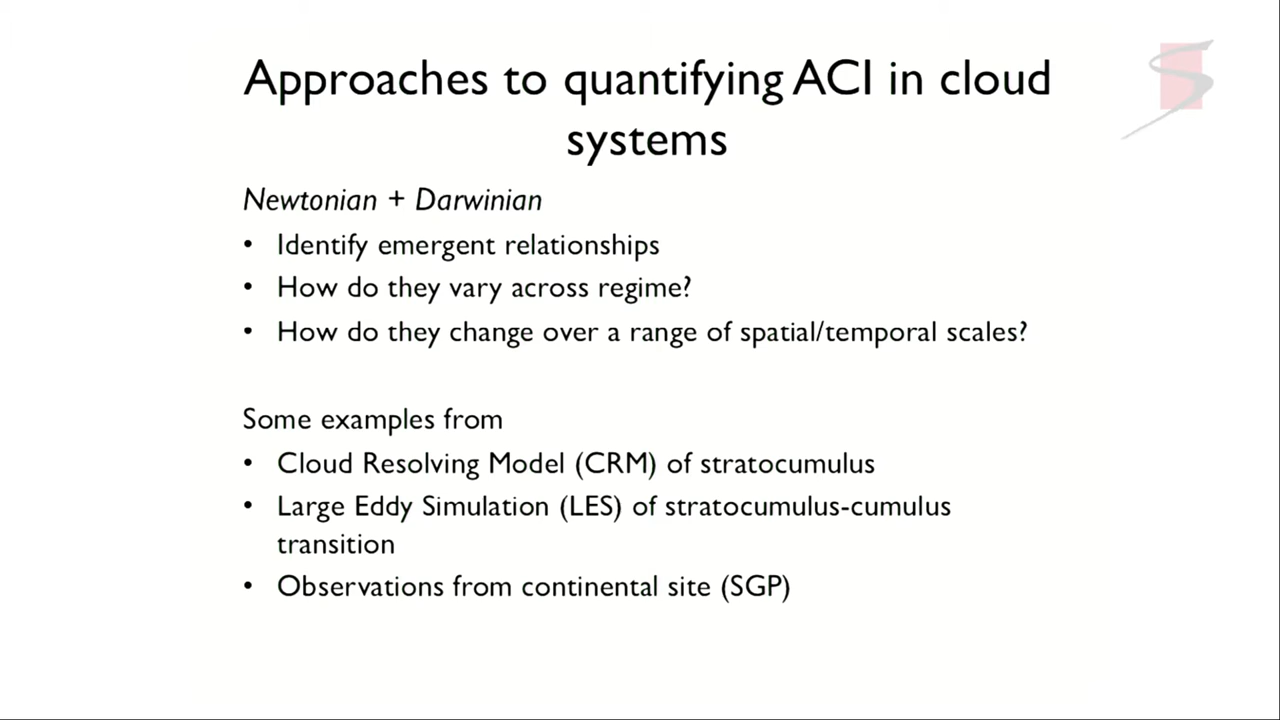 Approaches to quantifying ACI in cloud
systems
Newtonian + Darwinian
• Identify emergent relationships
• How do they vary across regime?
• How do they change over a range of spatial/temporal scales?
Some examples from
• Cloud Resolving Model (CRM) of stratocumulus
• Large Eddy Simulation (LES) of stratocumulus-cumulus
transition
• Observations from continental site (SGP)